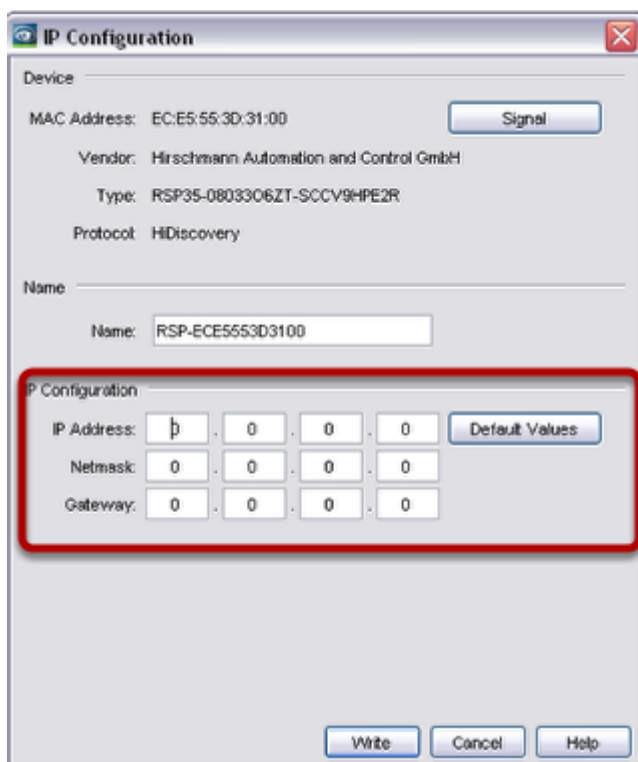 IP Configuration
Device
MAC Address: EC:E5:55:3D:31:00 Signal
Vendor: Hirschmann Automation and Control GmbH
Type: RSP35-08033O6ZT-SCCV9HPE2R
Protocol: HiDiscovery
Name
Name: RSP-ECE5553D3100
IP Configuration
IP Address: 0 . 0 . 0 . 0 Default Values
Netmask: 0 . 0 . 0 . 0
Gateway: 0 . 0 . 0 . 0
Write Cancel Help